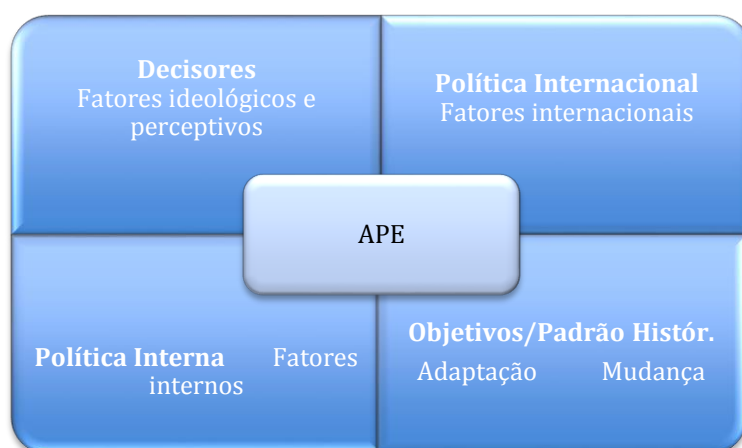 Decisores
Fatores ideológicos e
perceptivos
Política Internacional
Fatores internacionais
APE
Política Interna Fatores
internos
Objetivos/Padrão Histór.
Adaptação Mudança